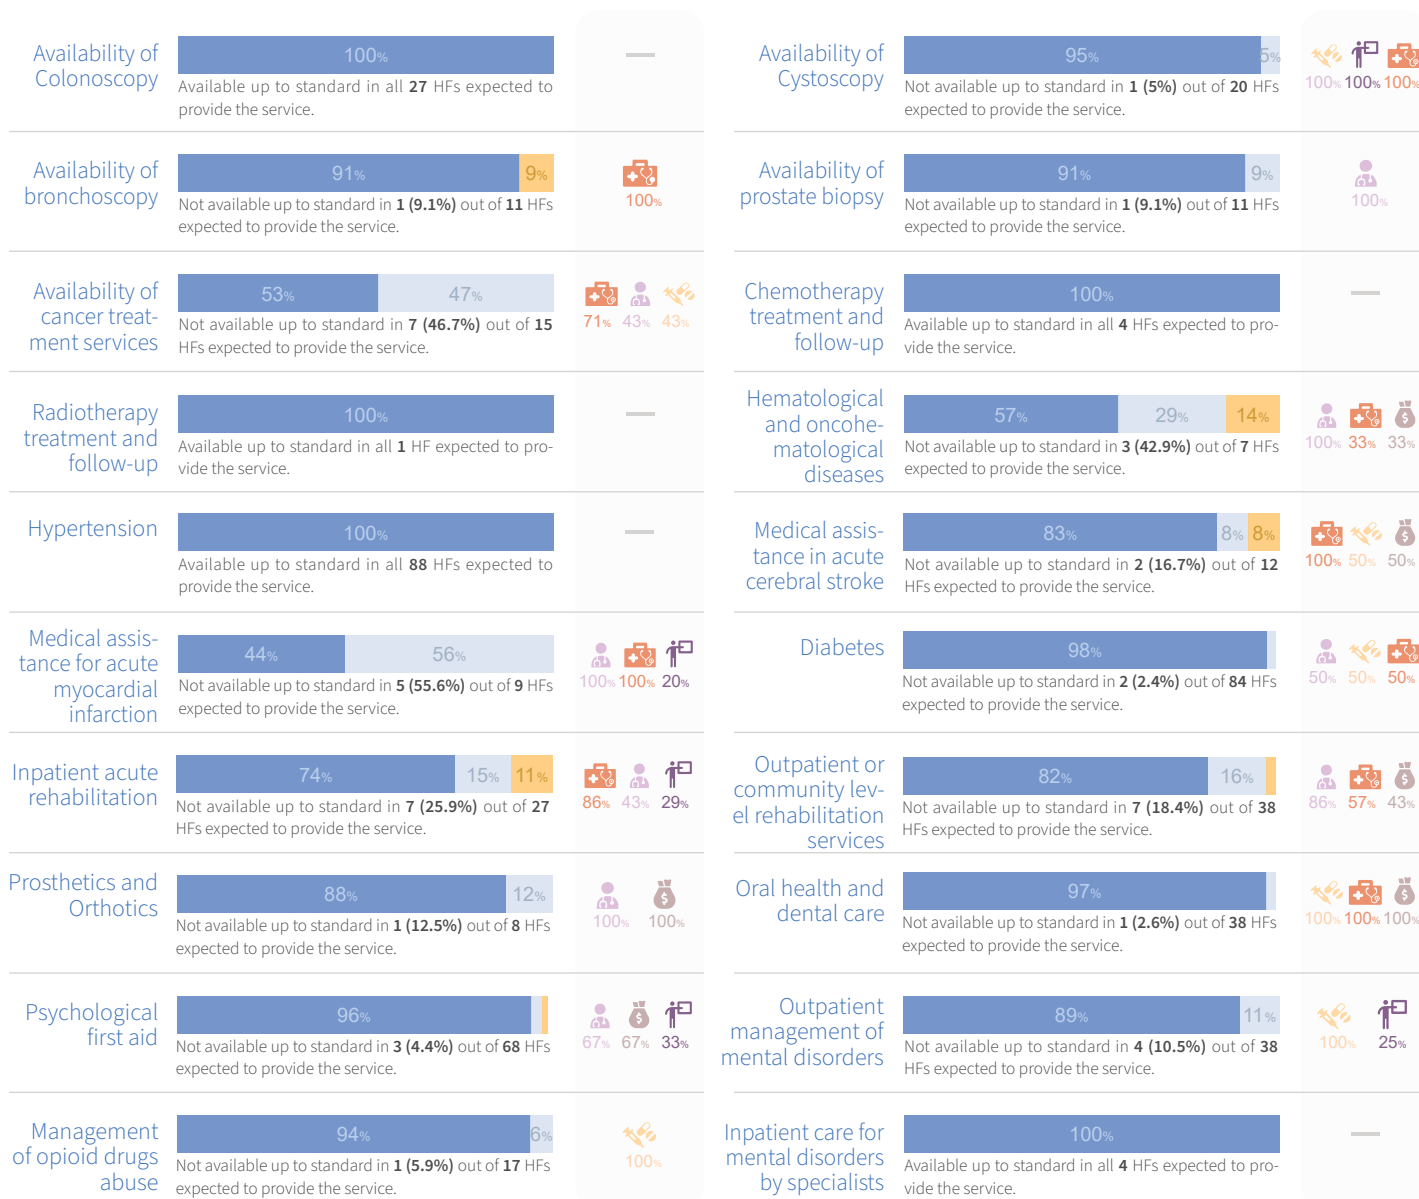 Availability of
Colonoscopy
100%
Available up to standard in all 27 HFs expected to
provide the service.
Availability of
bronchoscopy
91%
9%
Not available up to standard in 1 (9.1%) out of 11 HFs
expected to provide the service.
100%
Availability of
cancer treat-
ment services
53%
47%
Not available up to standard in 7 (46.7%) out of 15
HFs expected to provide the service.
71% 43% 43%
Radiotherapy
treatment and
follow-up
100%
Available up to standard in all 1 HF expected to pro-
vide the service.
Hypertension
100%
Available up to standard in all 88 HFs expected to
provide the service.
Medical assis-
tance for acute
myocardial
infarction
44%
56%
Not available up to standard in 5 (55.6%) out of 9 HFs
expected to provide the service.
100% 100% 20%
Inpatient acute
rehabilitation
74%
15%
11%
Not available up to standard in 7 (25.9%) out of 27
HFs expected to provide the service.
86% 43% 29%
Prosthetics and
Orthotics
88%
12%
Not available up to standard in 1 (12.5%) out of 8 HFs
expected to provide the service.
100% 100%
Psychological
first aid
96%
Not available up to standard in 3 (4.4%) out of 68 HFs
expected to provide the service.
67% 67% 33%
Management
of opioid drugs
abuse
94%
6%
Not available up to standard in 1 (5.9%) out of 17 HFs
expected to provide the service.
100%
Availability of
Cystoscopy
95%
5%
Not available up to standard in 1 (5%) out of 20 HFs
expected to provide the service.
100% 100% 100%
Availability of
prostate biopsy
91%
9%
Not available up to standard in 1 (9.1%) out of 11 HFs
expected to provide the service.
100%
Chemotherapy
treatment and
follow-up
100%
Available up to standard in all 4 HFs expected to pro-
vide the service.
Hematological
and oncohe-
matological
diseases
57%
29%
14%
Not available up to standard in 3 (42.9%) out of 7 HFs
expected to provide the service.
100% 33% 33%
Medical assis-
tance in acute
cerebral stroke
83%
8%
8%
Not available up to standard in 2 (16.7%) out of 12
HFs expected to provide the service.
100% 50% 50%
Diabetes
98%
Not available up to standard in 2 (2.4%) out of 84 HFs
expected to provide the service.
50% 50% 50%
Outpatient or
community lev-
el rehabilitation
services
82%
16%
Not available up to standard in 7 (18.4%) out of 38
HFs expected to provide the service.
86% 57% 43%
Oral health and
dental care
97%
Not available up to standard in 1 (2.6%) out of 38 HFs
expected to provide the service.
100% 100% 100%
Outpatient
management of
mental disorders
89%
11%
Not available up to standard in 4 (10.5%) out of 38
HFs expected to provide the service.
100% 25%
Inpatient care for
mental disorders
by specialists
100%
Available up to standard in all 4 HFs expected to pro-
vide the service.